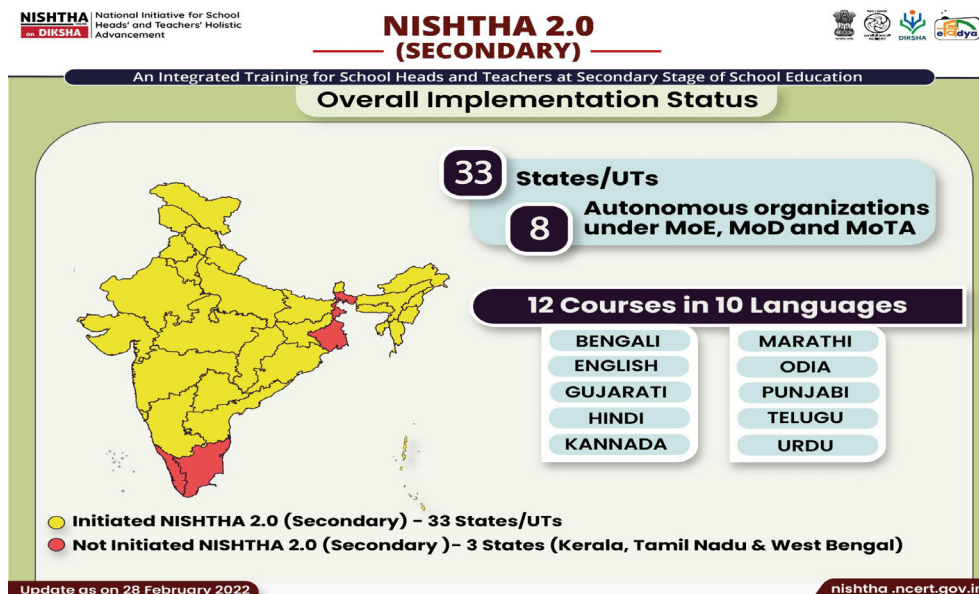 NISHTHA
on DIKSHA
National Initiative for School
Heads' and Teachers' Holistic
Advancement
NISHTHA 2.0
(SECONDARY)
DIKSHA
An Integrated Training for School Heads and Teachers at Secondary Stage of School Education
Overall Implementation Status
33 States/UTs
8 Autonomous organizations
under MoE, MoD and MoTA
12 Courses in 10 Languages
BENGALI
ENGLISH
GUJARATI
HINDI
KANNADA
MARATHI
ODIA
PUNJABI
TELUGU
URDU
Initiated NISHTHA 2.0 (Secondary) - 33 States/UTs
Not Initiated NISHTHA 2.0 (Secondary )- 3 States (Kerala, Tamil Nadu & West Bengal)
Update as on 28 February 2022
nishtha .ncert.gov.in